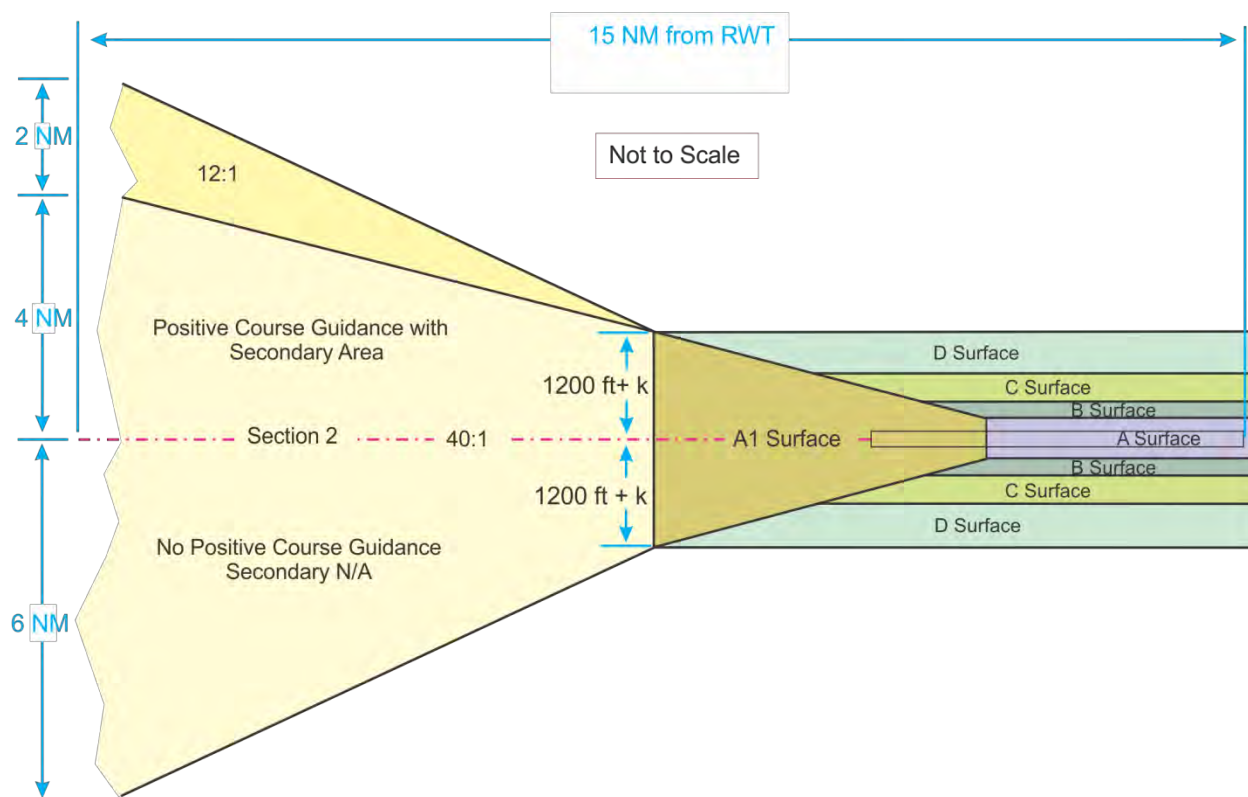 15 NM from RWT
2 NM
Not to Scale
12:1
4 NM
Positive Course Guidance with
Secondary Area
1200 ft+ k
D Surface
C Surface
B Surface
Section 2
40:1
A1 Surface
A Surface
B Surface
1200 ft + k
C Surface
D Surface
No Positive Course Guidance
Secondary N/A
6 NM